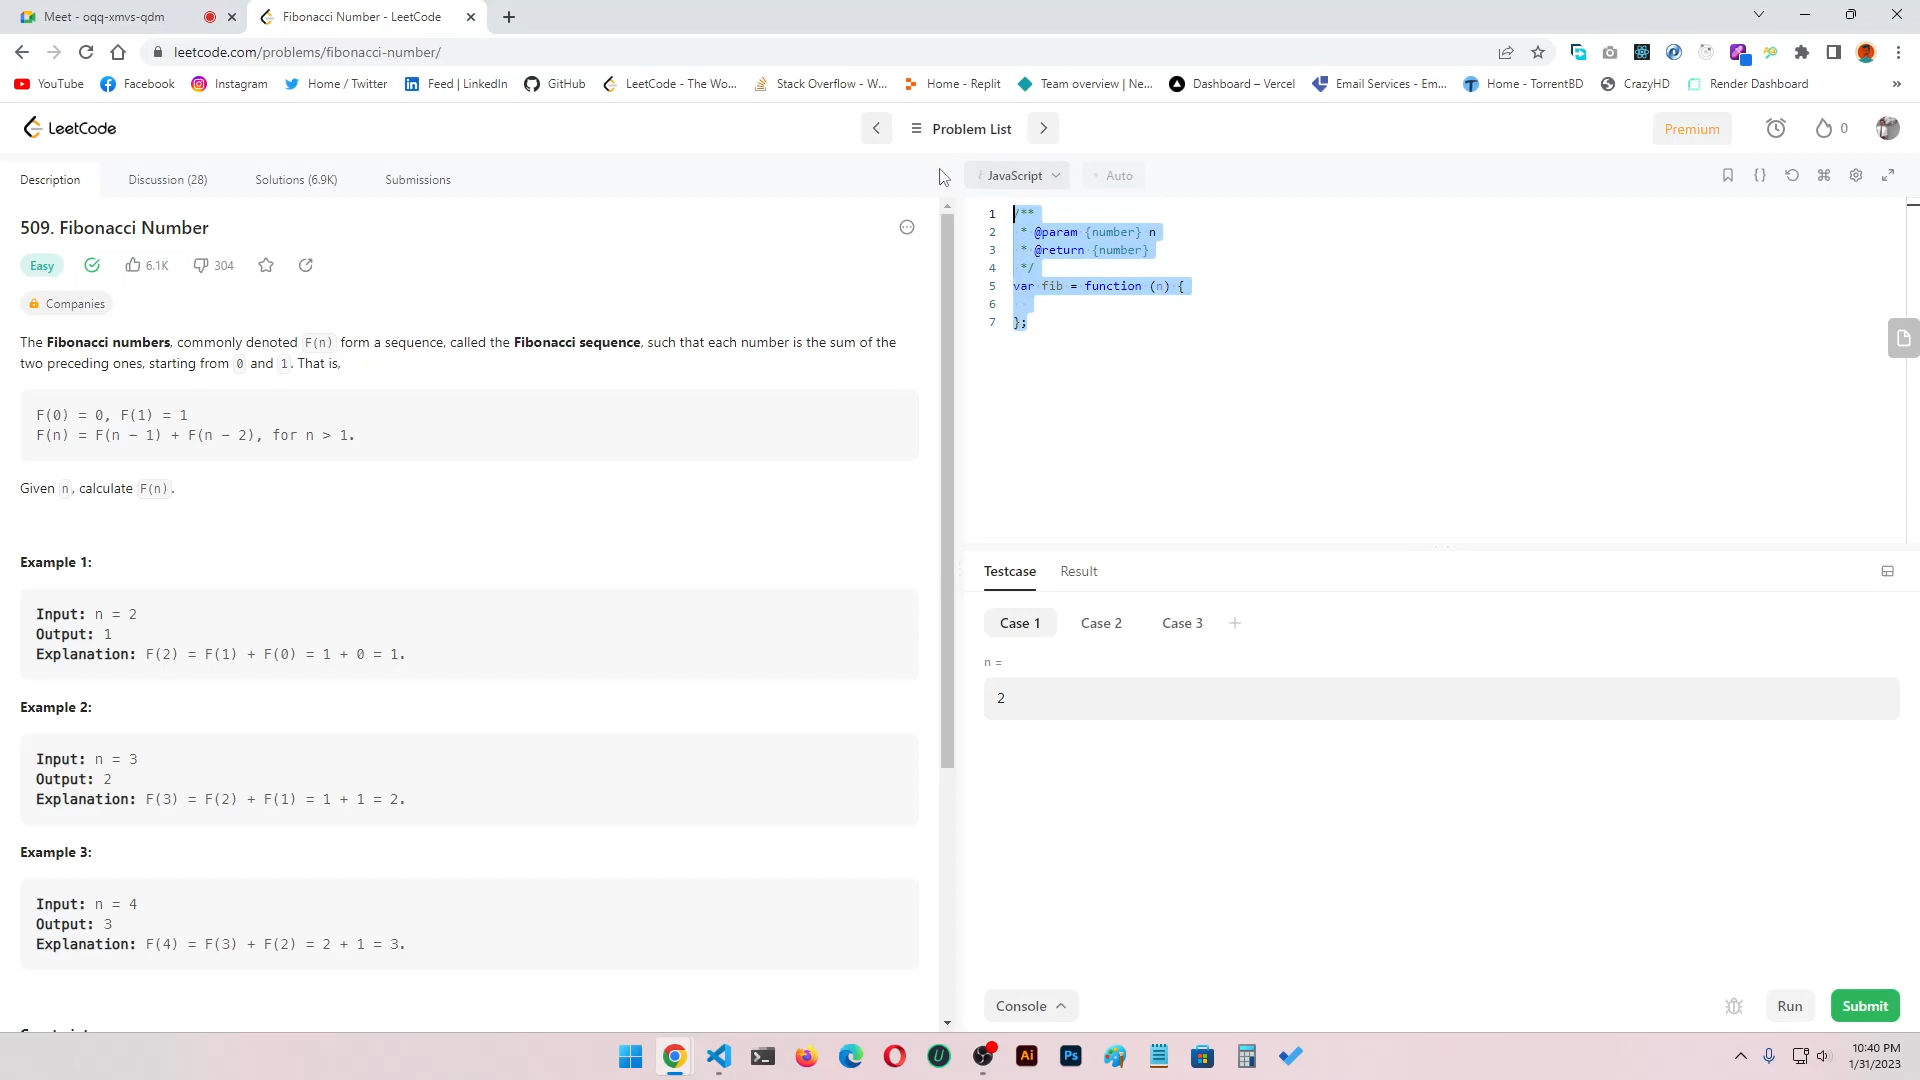 Meet - oqq-xmvs-qdm
Fibonacci Number - LeetCode
leetcode.com/problems/fibonacci-number/
YouTube Facebook Instagram Home / Twitter Feed | LinkedIn GitHub LeetCode - The Wo... Stack Overflow - W... Home - Replit Team overview | Ne... Dashboard – Vercel Email Services - Em... Home - TorrentBD CrazyHD Render Dashboard »
LeetCode
Problem List
Premium
0
Description Discussion (28) Solutions (6.9K) Submissions
509. Fibonacci Number
Easy 6.1K 304
Companies
The Fibonacci numbers, commonly denoted F(n) form a sequence, called the Fibonacci sequence, such that each number is the sum of the
two preceding ones, starting from 0 and 1. That is,
F(0) = 0, F(1) = 1
F(n) = F(n - 1) + F(n - 2), for n > 1.
Given n, calculate F(n).
Example 1:
Input: n = 2
Output: 1
Explanation: F(2) = F(1) + F(0) = 1 + 0 = 1.
Example 2:
Input: n = 3
Output: 2
Explanation: F(3) = F(2) + F(1) = 1 + 1 = 2.
Example 3:
Input: n = 4
Output: 3
Explanation: F(4) = F(3) + F(2) = 2 + 1 = 3.
i JavaScript • Auto
1 /**
2 * @param {number} n
3 * @return {number}
4 */
5 var fib = function (n) {
6
7 };
Testcase Result
Case 1 Case 2 Case 3 +
n =
2
Console Run Submit
Ai Ps
10:40 PM
1/31/2023